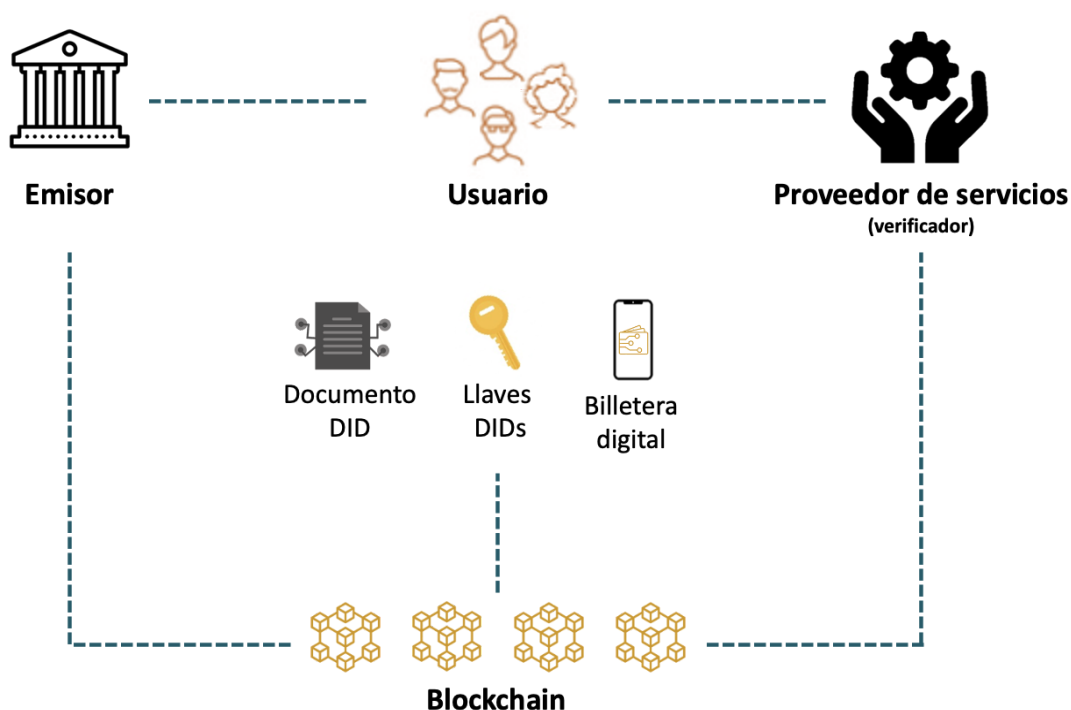 Emisor
Usuario
Proveedor de servicios
(verificador)
Documento
DID
Llaves
DIDs
Billetera
digital
Blockchain